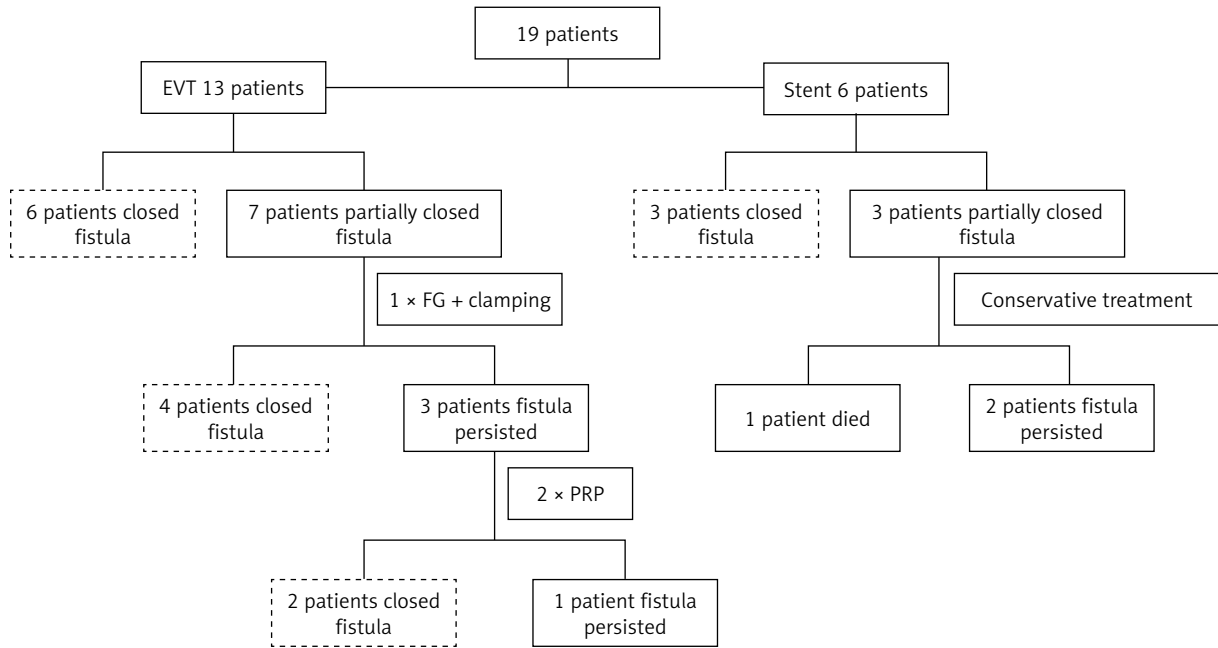 19 patients
EVT 13 patients
Stent 6 patients
6 patients closed
fistula
7 patients partially closed
fistula
3 patients closed
fistula
3 patients partially closed
fistula
1 × FG + clamping
Conservative treatment
4 patients closed
fistula
3 patients fistula
persisted
1 patient died
2 patients fistula
persisted
2 × PRP
2 patients closed
fistula
1 patient fistula
persisted